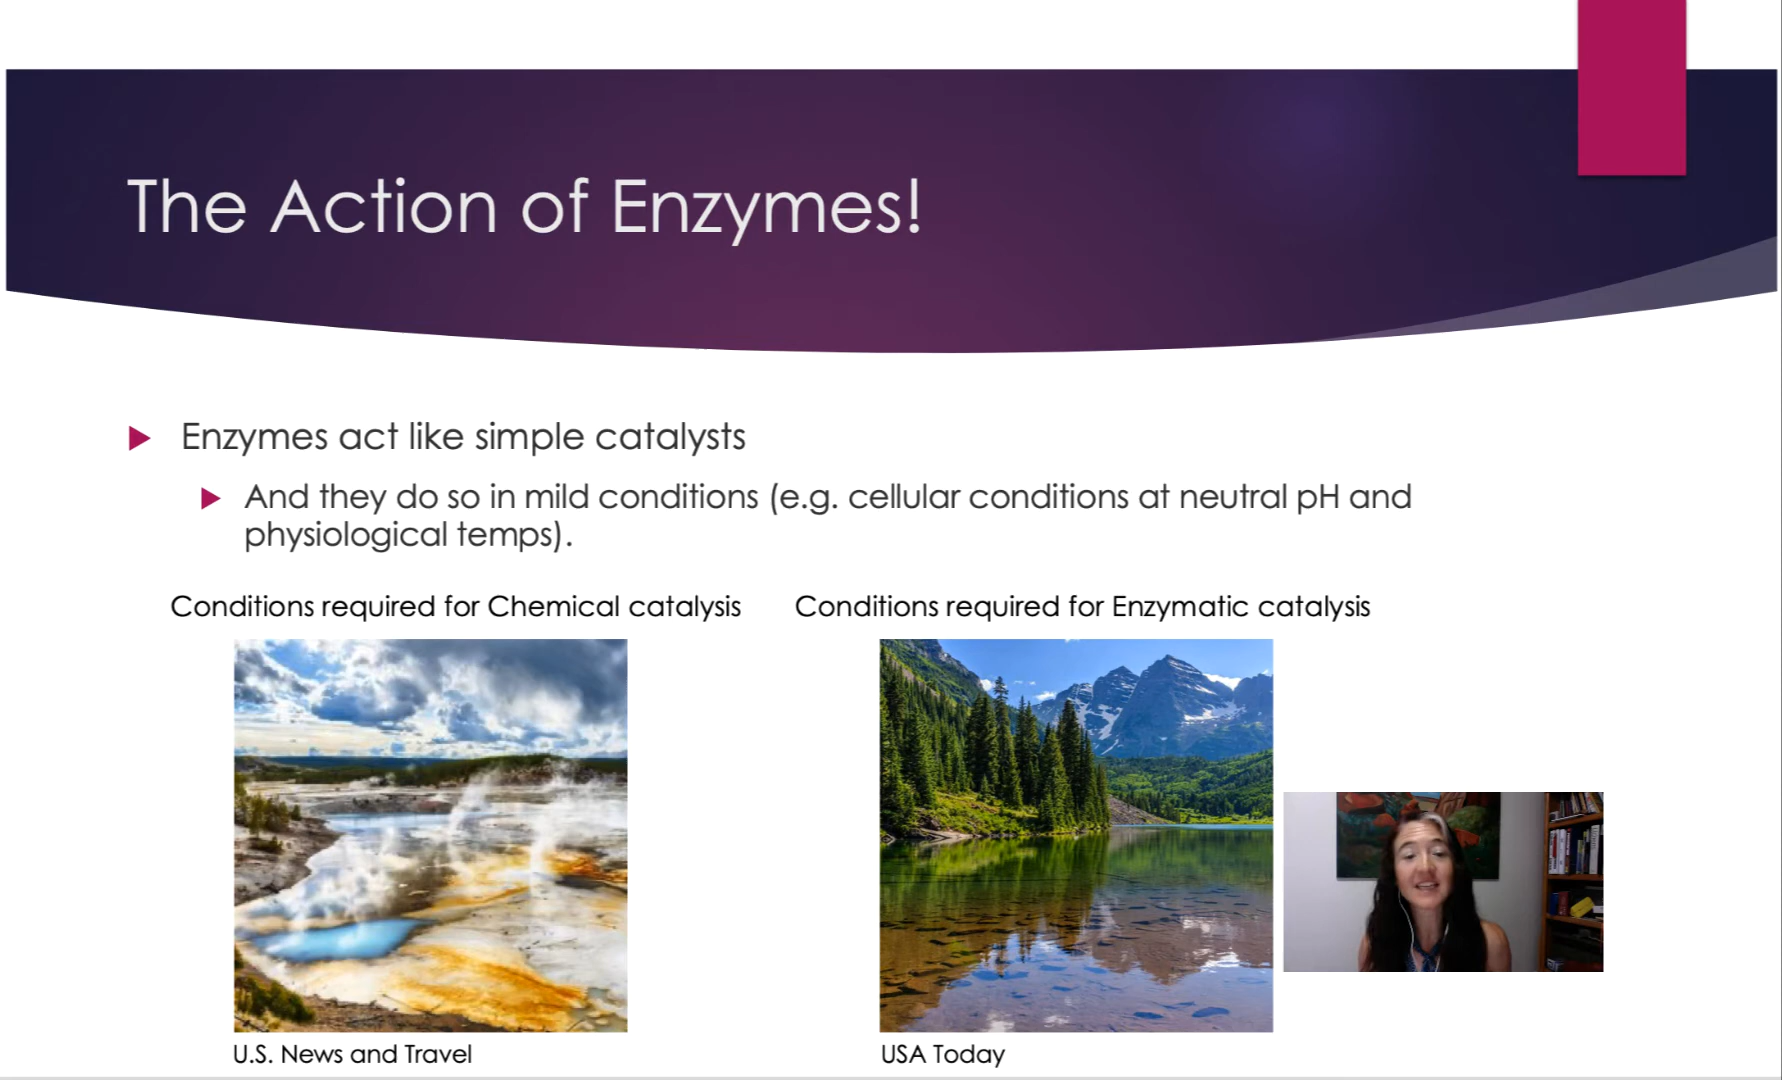 The Action of Enzymes!
Enzymes act like simple catalysts
And they do so in mild conditions (e.g. cellular conditions at neutral pH and
physiological temps).
Conditions required for Chemical catalysis
Conditions required for Enzymatic catalysis
U.S. News and Travel
USA Today